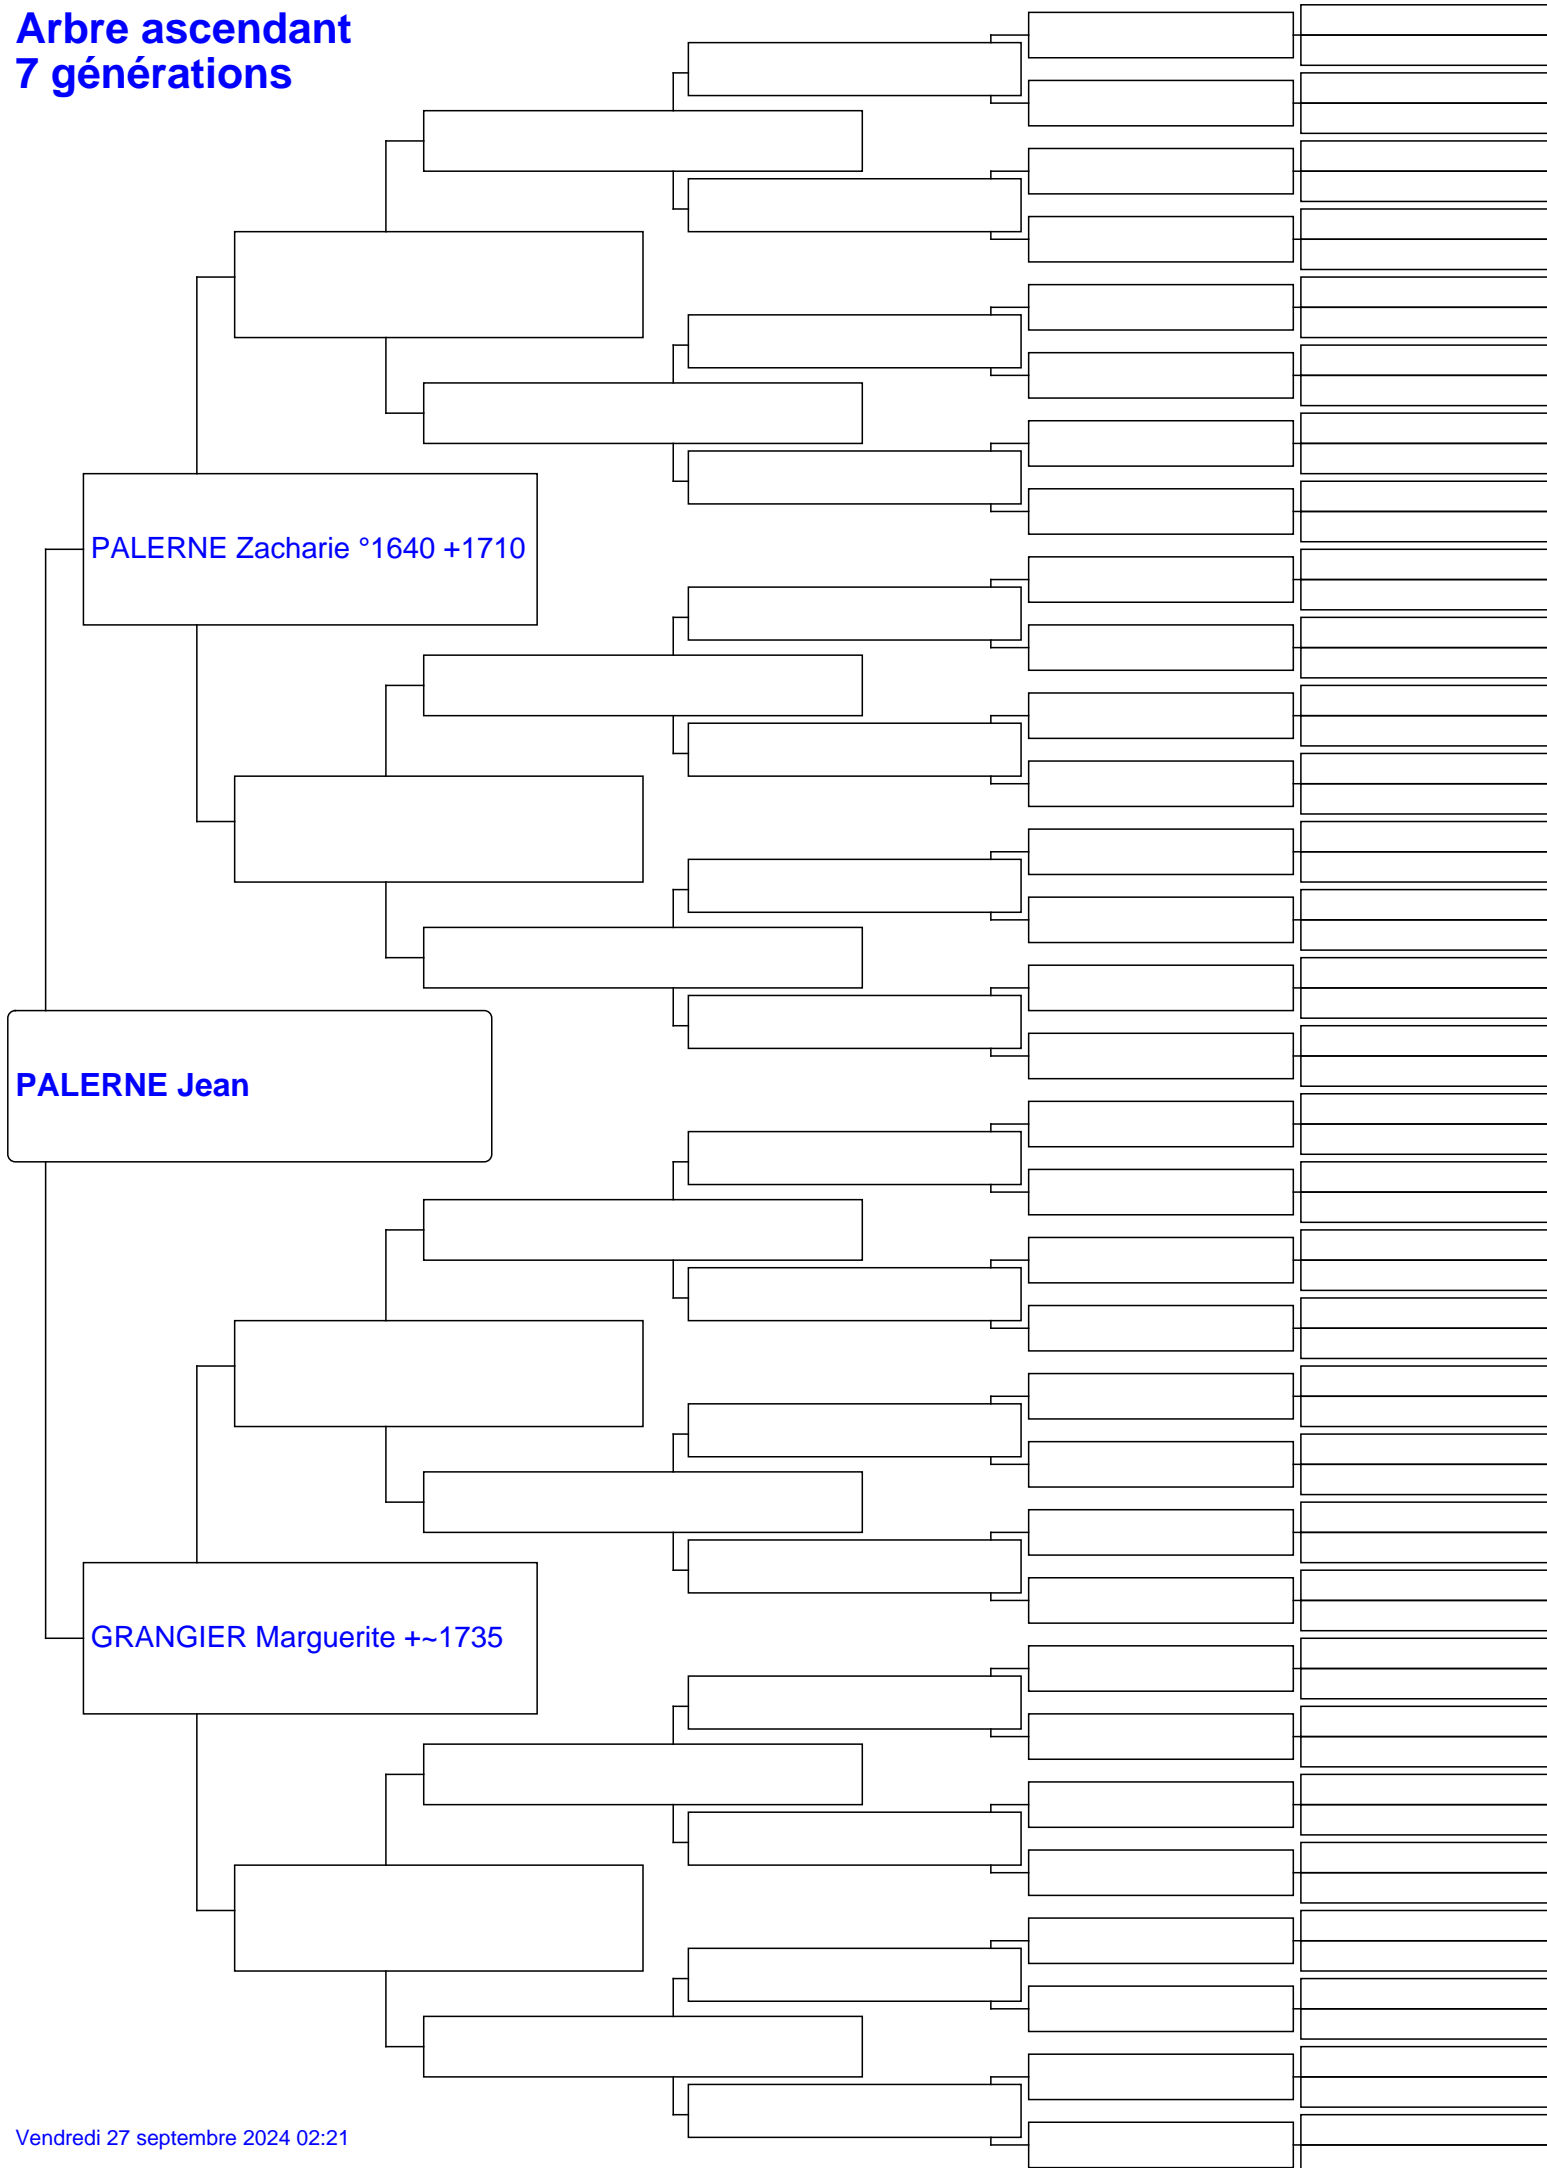 Arbre ascendant
7 générations
PALERNE Zacharie °1640 +1710
PALERNE Jean
GRANGIER Marguerite +~1735
Vendredi 27 septembre 2024 02:21